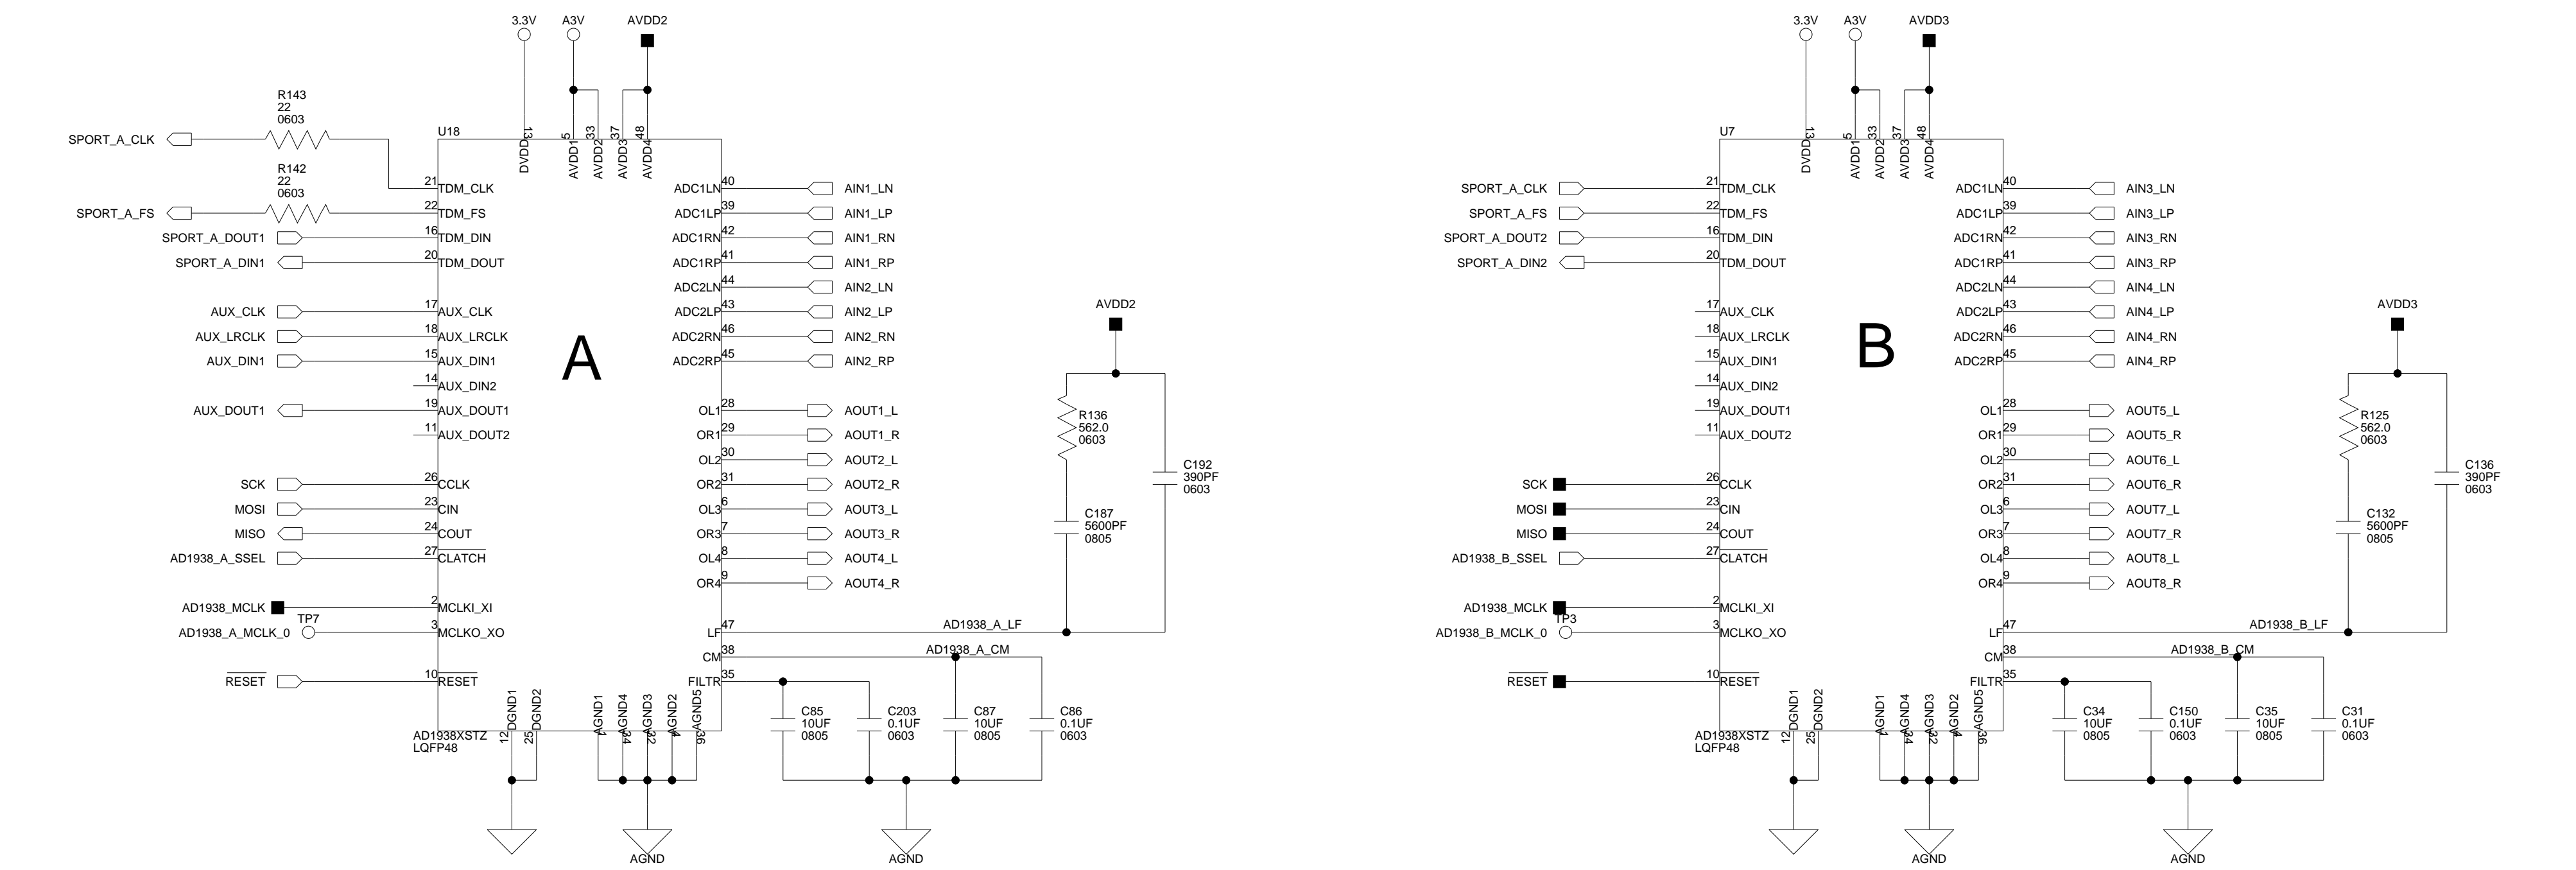 3.3V
A3V
AVDD2
R143
22
0603
SPORT_A_CLK
R142
22
0603
SPORT_A_FS
SPORT_A_DOUT1
SPORT_A_DIN1
AUX_CLK
AUX_LRCLK
AUX_DIN1
AUX_DOUT1
SCK
MOSI
MISO
AD1938_A_SSEL
AD1938_MCLK
TP7
AD1938_A_MCLK_0
RESET
U18
13
DVDD
5
AVDD1
33
AVDD2
37
AVDD3
48
AVDD4
21 TDM_CLK
22 TDM_FS
16 TDM_DIN
20 TDM_DOUT
17 AUX_CLK
18 AUX_LRCLK
15 AUX_DIN1
14 AUX_DIN2
19 AUX_DOUT1
11 AUX_DOUT2
26 CCLK
23 CIN
24 COUT
27 CLATCH
2 MCLKI_XI
3 MCLKO_XO
10 RESET
A
ADC1LN 40 AIN1_LN
ADC1LP 39 AIN1_LP
ADC1RN 42 AIN1_RN
ADC1RP 41 AIN1_RP
ADC2LN 44 AIN2_LN
ADC2LP 43 AIN2_LP
ADC2RN 46 AIN2_RN
ADC2RP 45 AIN2_RP
OL1 28 AOUT1_L
OR1 29 AOUT1_R
OL2 30 AOUT2_L
OR2 31 AOUT2_R
OL3 6 AOUT3_L
OR3 7 AOUT3_R
OL4 8 AOUT4_L
OR4 9 AOUT4_R
LF 47 AD1938_A_LF
CM 38 AD1938_A_CM
FILTR 35
DGND1
12
DGND2
25
AGND1
1
AGND4
34
AGND3
32
AGND2
4
AGND5
36
AD1938XSTZ
LQFP48
AGND
AVDD2
R136
562.0
0603
C187
5600PF
0805
C192
390PF
0603
C85
10UF
0805
C203
0.1UF
0603
C87
10UF
0805
C86
0.1UF
0603
AGND
3.3V
A3V
AVDD3
SPORT_A_CLK
SPORT_A_FS
SPORT_A_DOUT2
SPORT_A_DIN2
SCK
MOSI
MISO
AD1938_B_SSEL
AD1938_MCLK
TP3
AD1938_B_MCLK_0
RESET
U7
13
DVDD
5
AVDD1
33
AVDD2
37
AVDD3
48
AVDD4
21 TDM_CLK
22 TDM_FS
16 TDM_DIN
20 TDM_DOUT
17 AUX_CLK
18 AUX_LRCLK
15 AUX_DIN1
14 AUX_DIN2
19 AUX_DOUT1
11 AUX_DOUT2
26 CCLK
23 CIN
24 COUT
27 CLATCH
2 MCLKI_XI
3 MCLKO_XO
10 RESET
B
ADC1LN 40 AIN3_LN
ADC1LP 39 AIN3_LP
ADC1RN 42 AIN3_RN
ADC1RP 41 AIN3_RP
ADC2LN 44 AIN4_LN
ADC2LP 43 AIN4_LP
ADC2RN 46 AIN4_RN
ADC2RP 45 AIN4_RP
OL1 28 AOUT5_L
OR1 29 AOUT5_R
OL2 30 AOUT6_L
OR2 31 AOUT6_R
OL3 6 AOUT7_L
OR3 7 AOUT7_R
OL4 8 AOUT8_L
OR4 9 AOUT8_R
LF 47 AD1938_B_LF
CM 38 AD1938_B_CM
FILTR 35
DGND1
12
DGND2
25
AGND1
1
AGND4
34
AGND3
32
AGND2
4
AGND5
36
AD1938XSTZ
LQFP48
AGND
AVDD3
R125
562.0
0603
C132
5600PF
0805
C136
390PF
0603
C34
10UF
0805
C150
0.1UF
0603
C35
10UF
0805
C31
0.1UF
0603
AGND